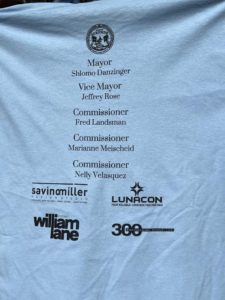 Mayor
Shlomo Danzinger
Vice Mayor
Jeffrey Rose
Commissioner
Fred Landsman
Commissioner
Marianne Meischeid
Commissioner
Nelly Velasquez
savinomiller
LUNACON
william
lane
300